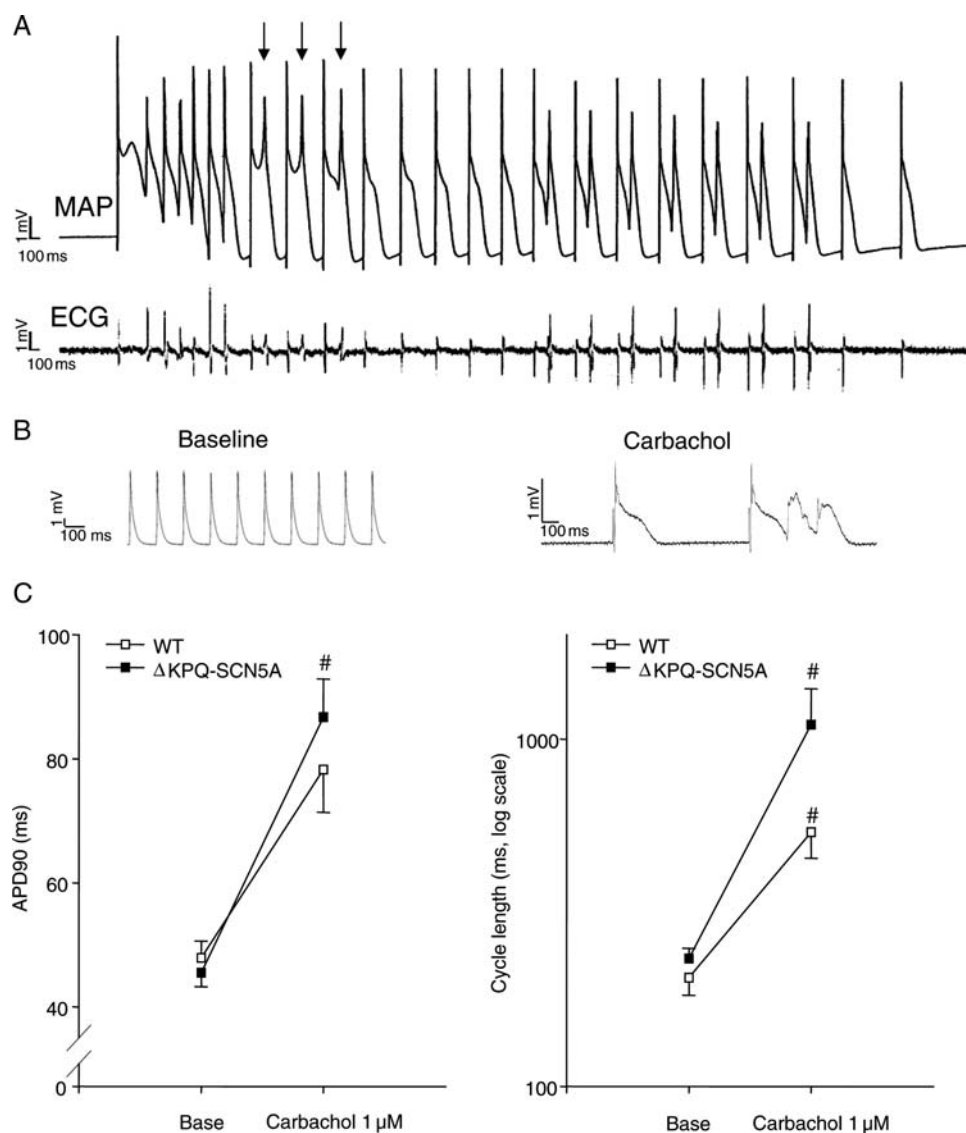 A
MAP
1 mV
100 ms
ECG
1 mV
100 ms
B
Baseline
Carbachol
1 mV
100 ms
1 mV
100 ms
C
100
80
60
40
0
APD90 (ms)
WT
ΔKPQ-SCN5A
#
Base
Carbachol 1 µM
1000
100
Cycle length (ms, log scale)
WT
ΔKPQ-SCN5A
#
#
Base
Carbachol 1 µM